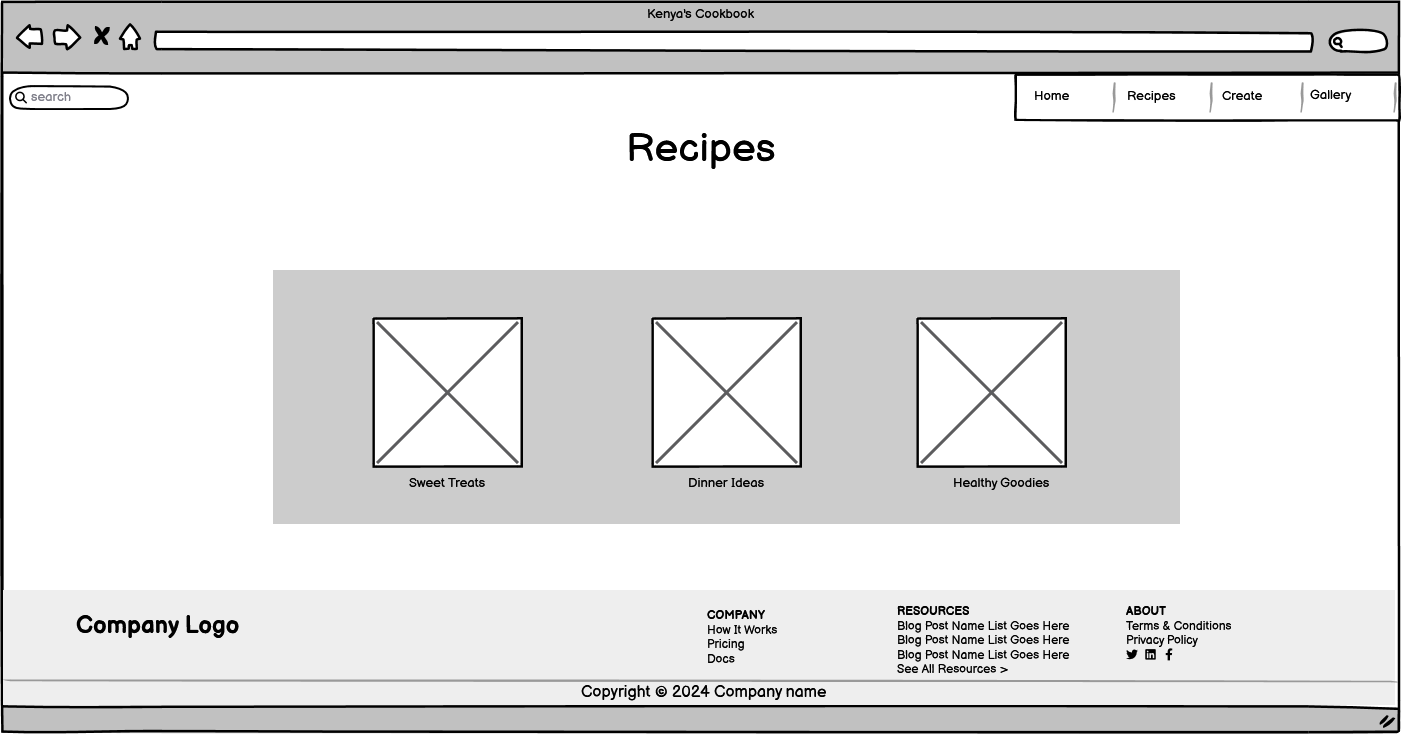 Kenya's Cookbook
search
Home
Recipes
Create
Gallery
Recipes
Sweet Treats
Dinner Ideas
Healthy Goodies
Company Logo
COMPANY
How It Works
Pricing
Docs
RESOURCES
Blog Post Name List Goes Here
Blog Post Name List Goes Here
Blog Post Name List Goes Here
See All Resources >
ABOUT
Terms & Conditions
Privacy Policy
Copyright © 2024 Company name